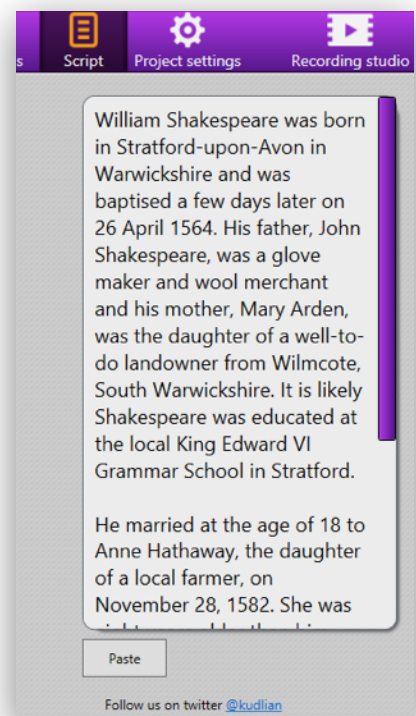 s
Script
Project settings
Recording studio
William Shakespeare was born
in Stratford-upon-Avon in
Warwickshire and was
baptised a few days later on
26 April 1564. His father, John
Shakespeare, was a glove
maker and wool merchant
and his mother, Mary Arden,
was the daughter of a well-to-
do landowner from Wilmcote,
South Warwickshire. It is likely
Shakespeare was educated at
the local King Edward VI
Grammar School in Stratford.
He married at the age of 18 to
Anne Hathaway, the daughter
of a local farmer, on
November 28, 1582. She was
Paste
Follow us on twitter @kudlian